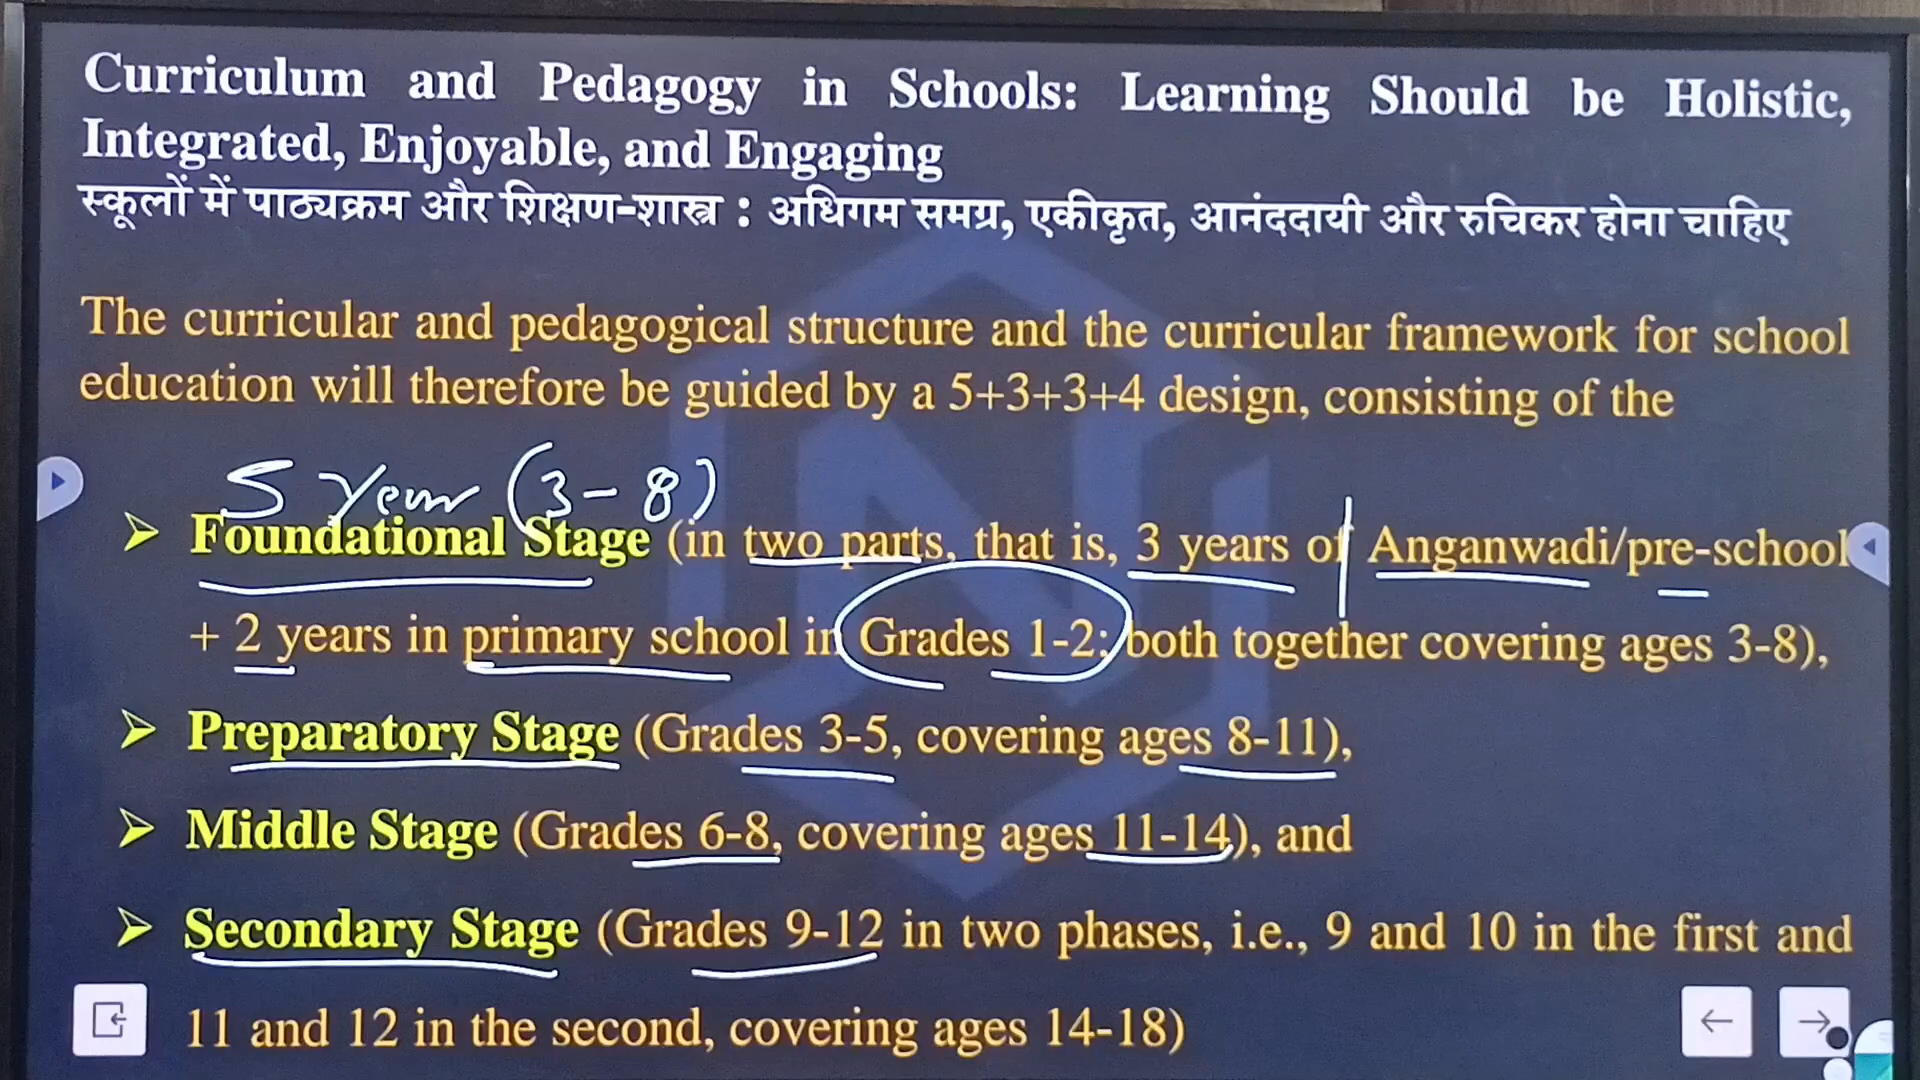 Curriculum and Pedagogy in Schools: Learning Should be Holistic,
Integrated, Enjoyable, and Engaging
स्कूलों में पाठ्यक्रम और शिक्षण-शास्त्र : अधिगम समग्र, एकीकृत, आनंददायी और रुचिकर होना चाहिए
The curricular and pedagogical structure and the curricular framework for school
education will therefore be guided by a 5+3+3+4 design, consisting of the
5 Year (3-8)
➢ Foundational Stage (in two parts, that is, 3 years of Anganwadi/pre-school
+ 2 years in primary school in Grades 1-2; both together covering ages 3-8),
➢ Preparatory Stage (Grades 3-5, covering ages 8-11),
➢ Middle Stage (Grades 6-8, covering ages 11-14), and
➢ Secondary Stage (Grades 9-12 in two phases, i.e., 9 and 10 in the first and
11 and 12 in the second, covering ages 14-18)